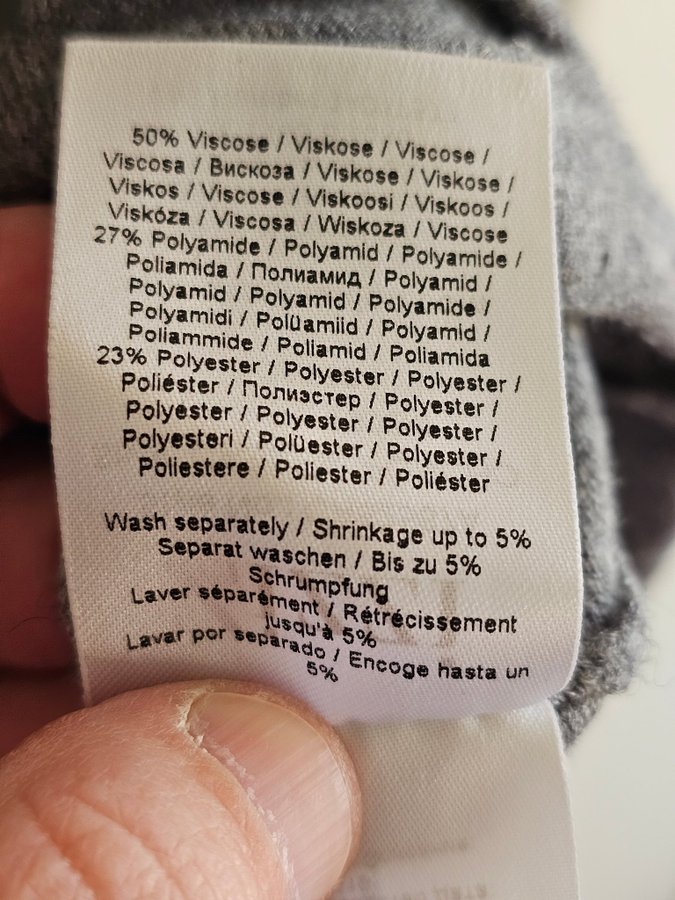 50% Viscose / Viskose / Viscose /
Viscosa / Вискоза / Viskose / Viskose /
Viskos / Viscose / Viskoosi / Viskoos /
Viskóza / Viscosa / Wiskoza / Viscose
27% Polyamide / Polyamid / Polyamide /
Poliamida / Полиамид / Polyamid /
Polyamid / Polyamid / Polyamide /
Polyamidi / Polüamiid / Polyamid /
Poliammide / Poliamid / Poliamida
23% Polyester / Polyester / Polyester /
Poliéster / Полиэстер / Polyester /
Polyester / Polyester / Polyester /
Polyesteri / Polüester / Polyester /
Poliestere / Poliester / Poliéster
Wash separately / Shrinkage up to 5%
Separat waschen / Bis zu 5%
Schrumpfung
Laver séparément / Rétrécissement
jusqu'à 5%
Lavar por separado / Encoge hasta un
5%